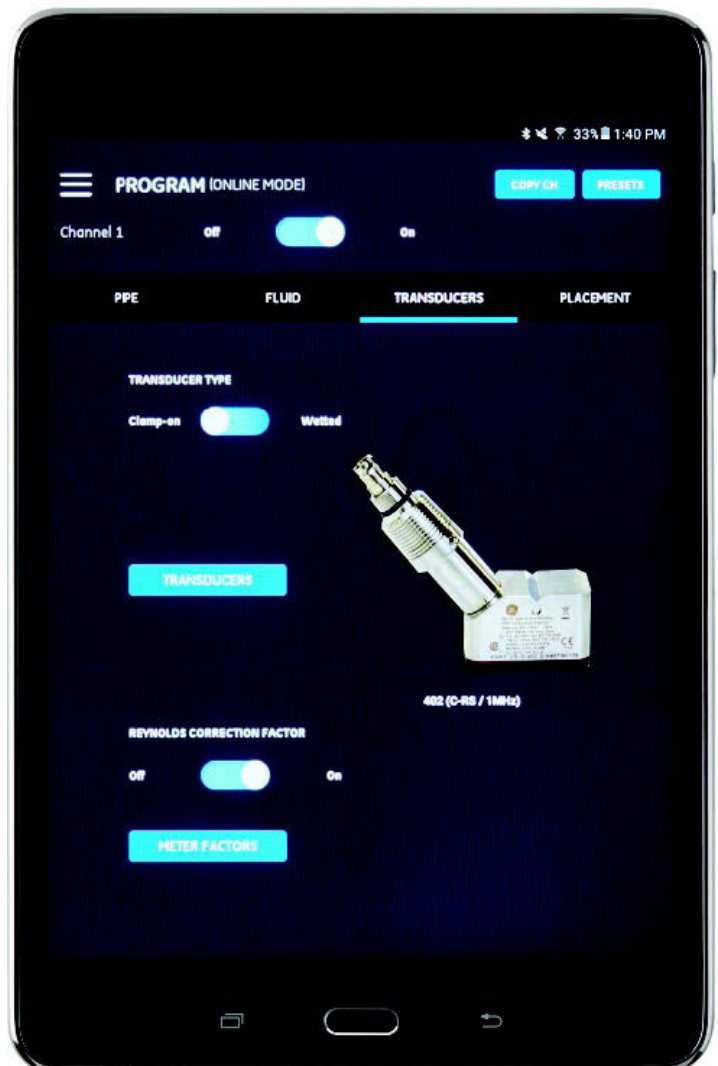 33% 1:40 PM
PROGRAM (ONLINE MODE)
COPY CH
PRESETS
Channel 1 Off On
PIPE FLUID TRANSDUCERS PLACEMENT
TRANSDUCER TYPE
Clamp-on Wetted
TRANSDUCERS
CE
402 (C-RS / 1MHz)
REYNOLDS CORRECTION FACTOR
Off On
METER FACTORS